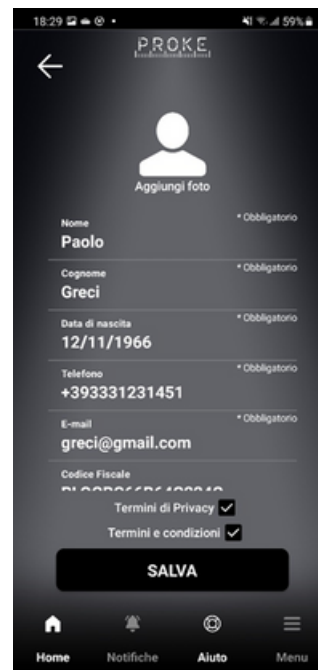 18:29
59%
PROKE
Aggiungi foto
Nome
* Obbligatorio
Paolo
Cognome
* Obbligatorio
Greci
Data di nascita
* Obbligatorio
12/11/1966
Telefono
* Obbligatorio
+393331231451
E-mail
* Obbligatorio
greci@gmail.com
Codice Fiscale
Termini di Privacy
Termini e condizioni
SALVA
Home Notifiche Aiuto Menu